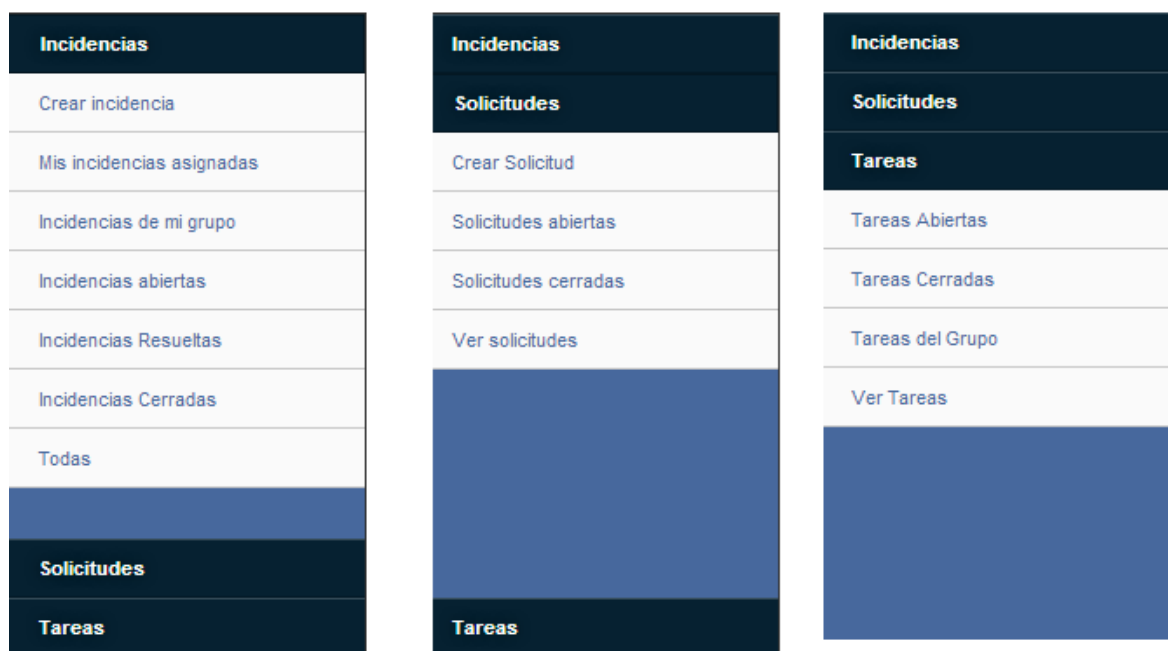 Incidencias
Crear incidencia
Mis incidencias asignadas
Incidencias de mi grupo
Incidencias abiertas
Incidencias Resueltas
Incidencias Cerradas
Todas
Solicitudes
Tareas
Incidencias
Solicitudes
Crear Solicitud
Solicitudes abiertas
Solicitudes cerradas
Ver solicitudes
Tareas
Incidencias
Solicitudes
Tareas
Tareas Abiertas
Tareas Cerradas
Tareas del Grupo
Ver Tareas